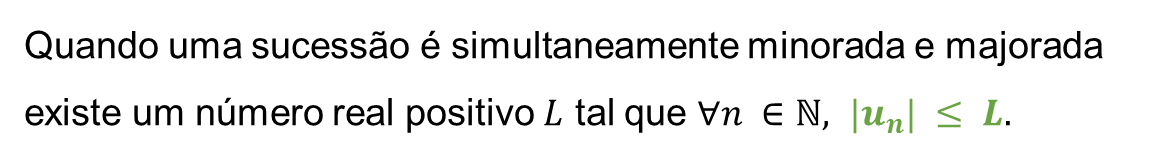 Quando uma sucessão é simultaneamente minorada e majorada
existe um número real positivo L tal que ∀n ∈ ℕ, |uₙ| ≤ L.